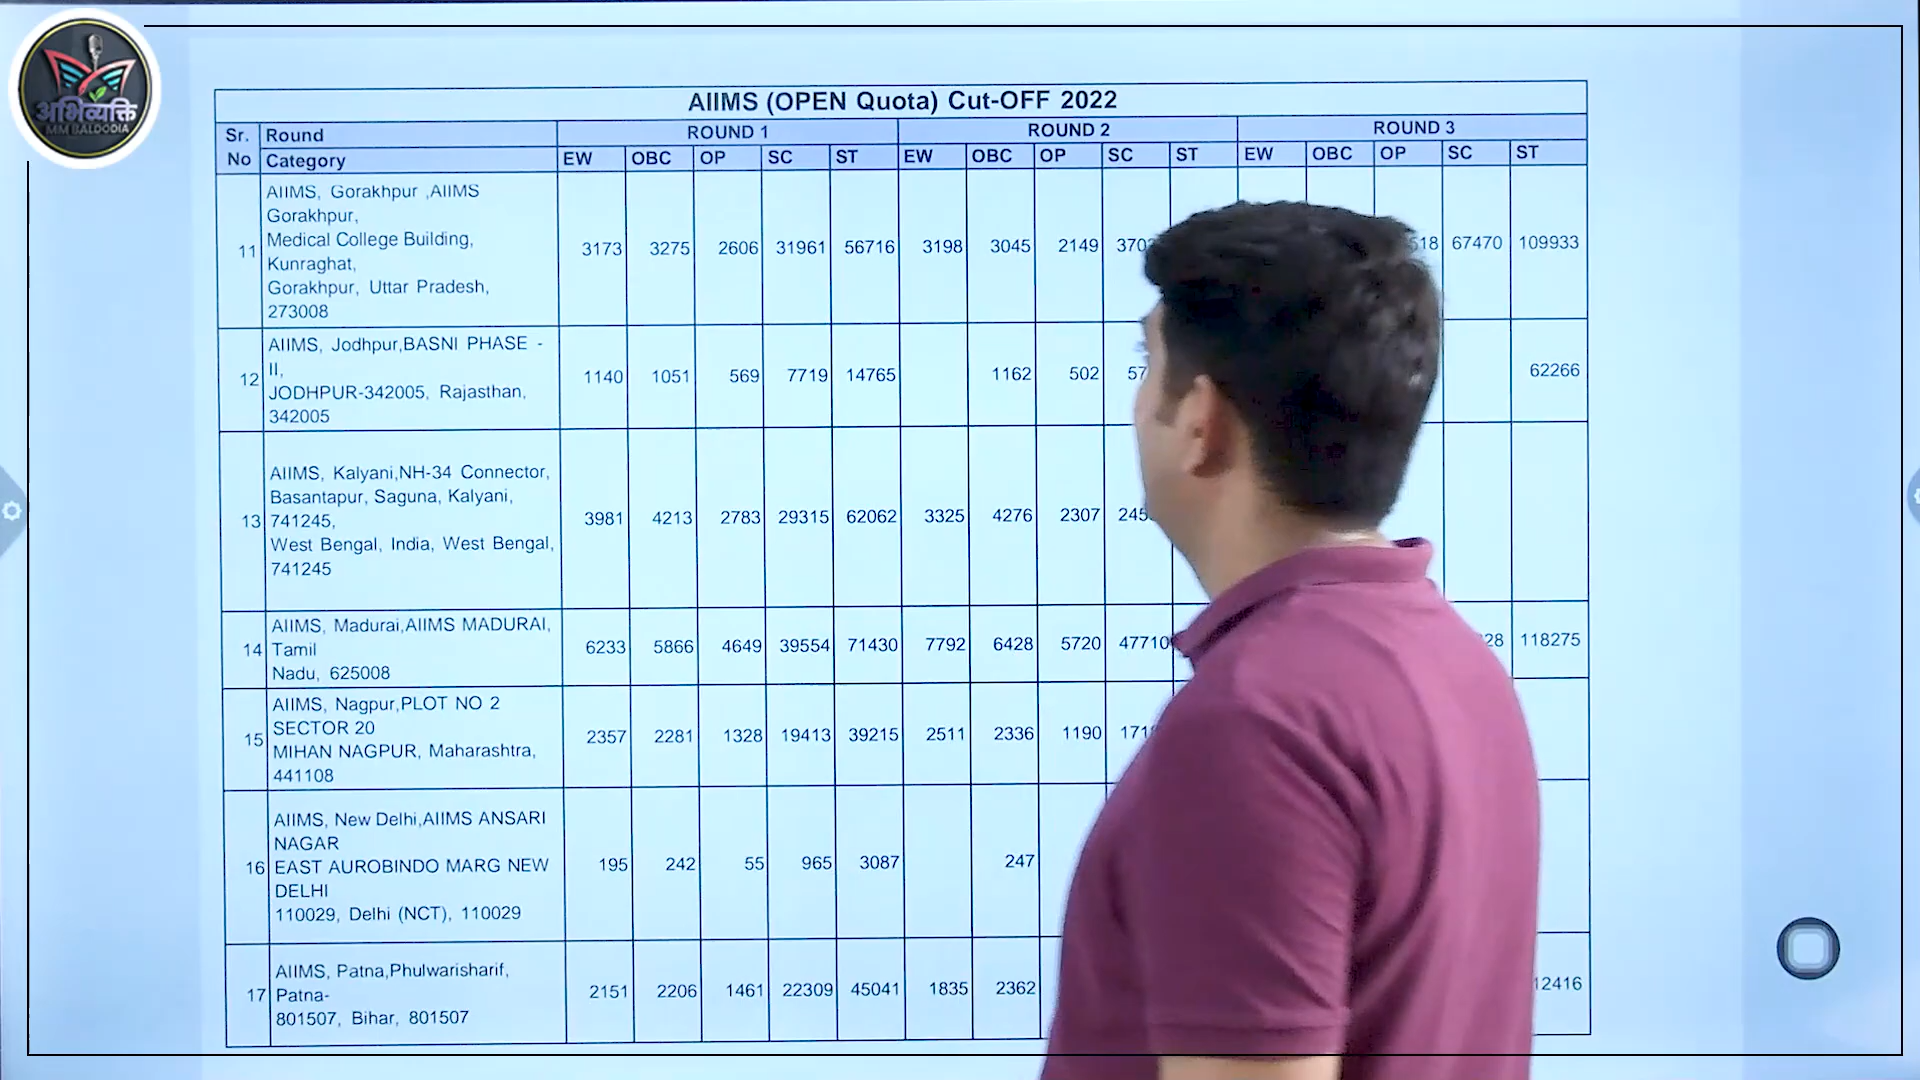 अभिव्यक्ति
MM BALDODIA
AIIMS (OPEN Quota) Cut-OFF 2022
Sr. No Round ROUND 1 ROUND 2 ROUND 3
Category EW OBC OP SC ST EW OBC OP SC ST EW OBC OP SC ST
AIIMS, Gorakhpur ,AIIMS
Gorakhpur,
Medical College Building,
11 Kunraghat, 3173 3275 2606 31961 56716 3198 3045 2149 67470 109933
Gorakhpur, Uttar Pradesh,
273008
AIIMS, Jodhpur,BASNI PHASE -
12 II, 1140 1051 569 7719 14765 1162 502 62266
JODHPUR-342005, Rajasthan,
342005
AIIMS, Kalyani,NH-34 Connector,
Basantapur, Saguna, Kalyani,
13 741245, 3981 4213 2783 29315 62062 3325 4276 2307
West Bengal, India, West Bengal,
741245
AIIMS, Madurai,AIIMS MADURAI,
14 Tamil 6233 5866 4649 39554 71430 7792 6428 5720 47710 118275
Nadu, 625008
AIIMS, Nagpur,PLOT NO 2
SECTOR 20
15 MIHAN NAGPUR, Maharashtra, 2357 2281 1328 19413 39215 2511 2336 1190
441108
AIIMS, New Delhi,AIIMS ANSARI
NAGAR
16 EAST AUROBINDO MARG NEW 195 242 55 965 3087 247
DELHI
110029, Delhi (NCT), 110029
AIIMS, Patna,Phulwarisharif,
17 Patna- 2151 2206 1461 22309 45041 1835 2362
801507, Bihar, 801507